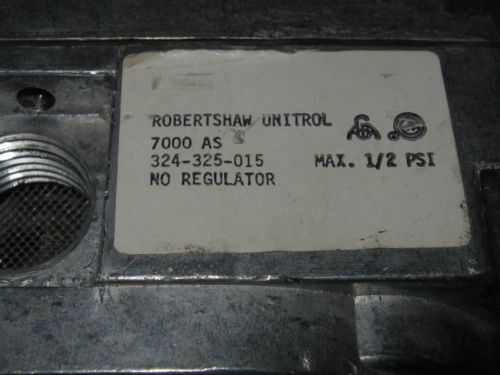 ROBERTSHAW UNITROL
7000 AS
324-325-015 MAX. 1/2 PSI
NO REGULATOR